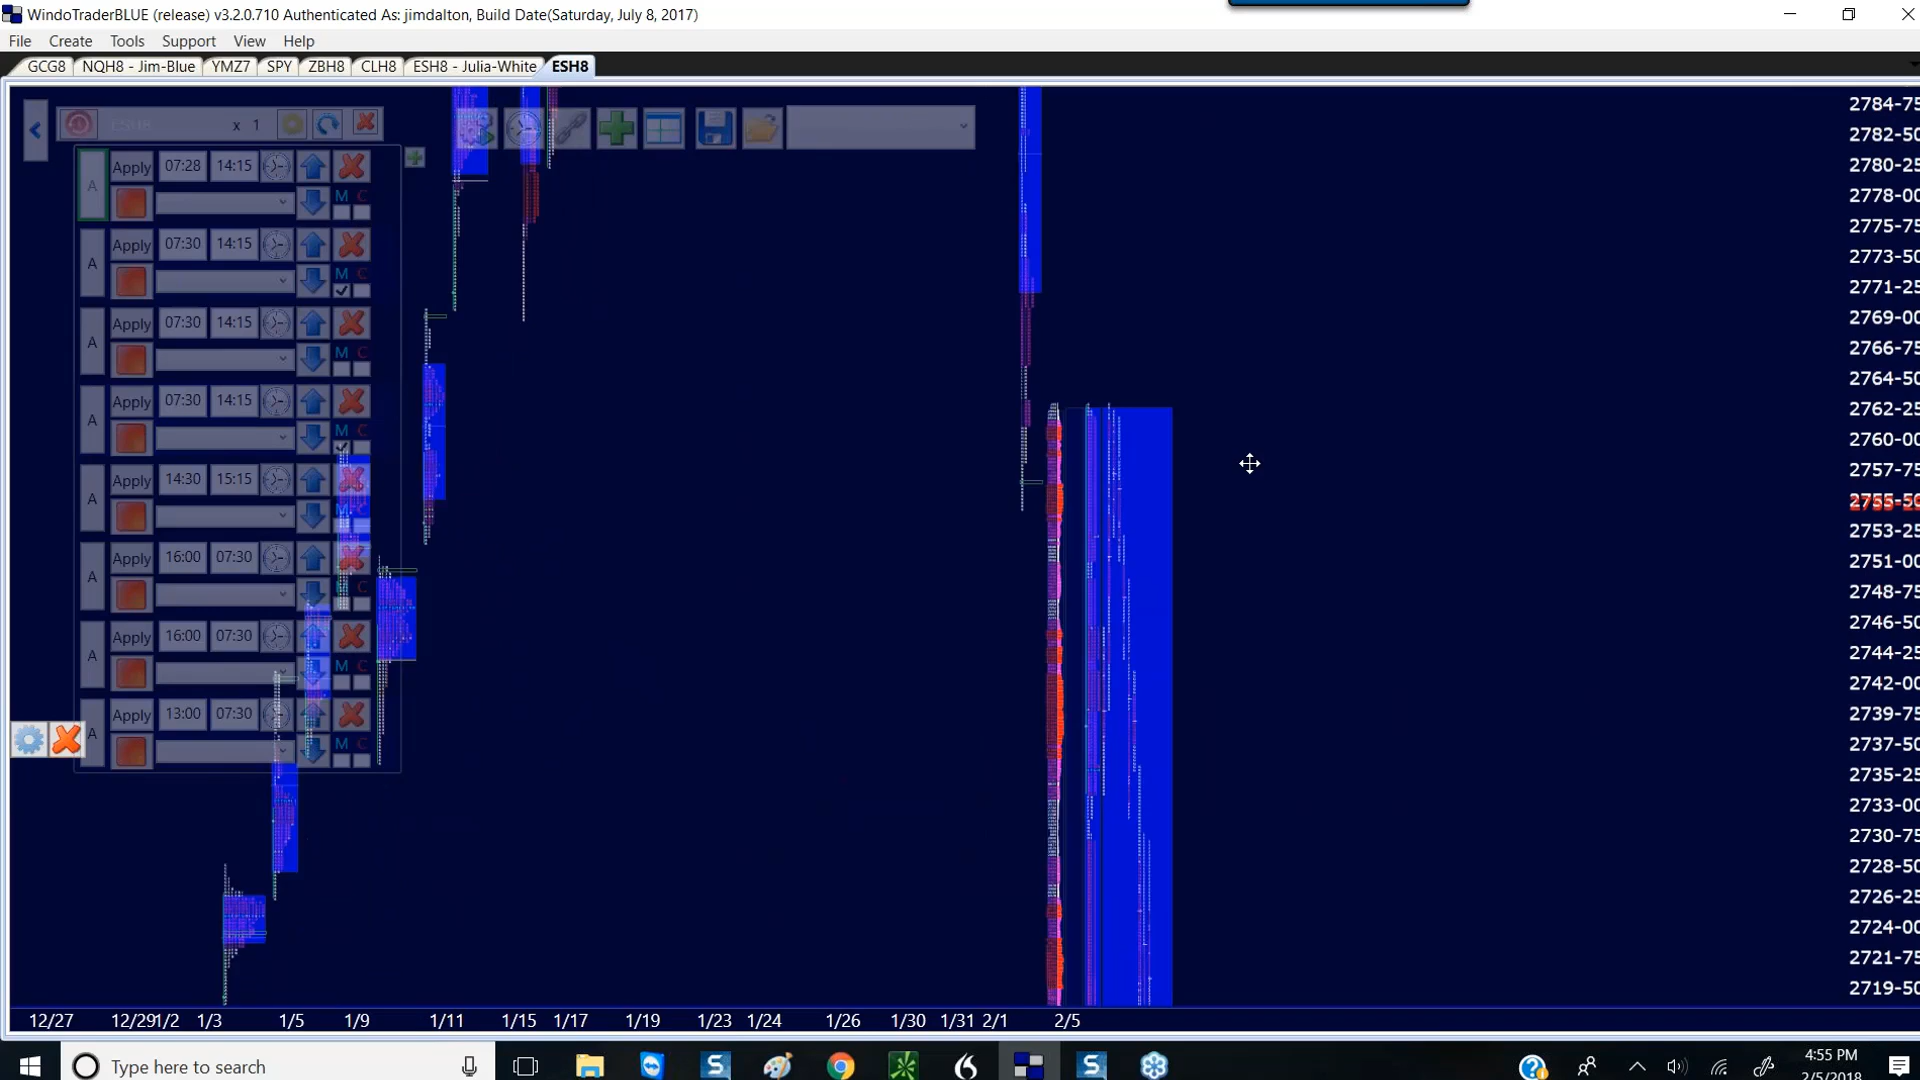 WindoTraderBLUE (release) v3.2.0.710 Authenticated As: jimdalton, Build Date(Saturday, July 8, 2017)
File Create Tools Support View Help
GCG8 NQH8 - Jim-Blue YMZ7 SPY ZBH8 CLH8 ESH8 - Julia-White ESH8
ESH8 x 1
A Apply 07:28 14:15
M C
A Apply 07:30 14:15
M C
A Apply 07:30 14:15
M C
A Apply 07:30 14:15
M C
A Apply 14:30 15:15
M C
A Apply 16:00 07:30
C
A Apply 16:00 07:30
M C
A Apply 13:00 07:30
M C
2784-75
2782-50
2780-25
2778-00
2775-75
2773-50
2771-25
2769-00
2766-75
2764-50
2762-25
2760-00
2757-75
2755-50
2753-25
2751-00
2748-75
2746-50
2744-25
2742-00
2739-75
2737-50
2735-25
2733-00
2730-75
2728-50
2726-25
2724-00
2721-75
2719-50
12/27 12/29 1/2 1/3 1/5 1/9 1/11 1/15 1/17 1/19 1/23 1/24 1/26 1/30 1/31 2/1 2/5
Type here to search
4:55 PM
2/5/2018